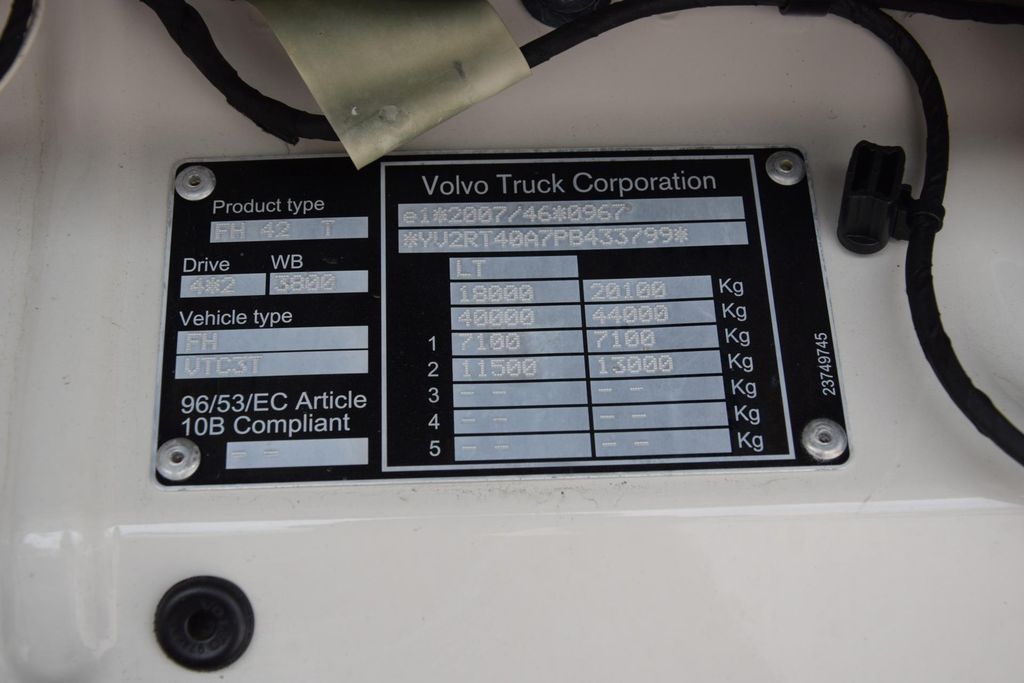 Product type
FH 42 T
Drive WB
4*2 3800
Vehicle type
FH
VTC3T
96/53/EC Article
10B Compliant
- -
Volvo Truck Corporation
e1*2007/46*0967
*YV2RT40A7PB433799*
LT
18000 20100 Kg
40000 44000 Kg
1 7100 7100 Kg
2 11500 13000 Kg
3 - - - - Kg
4 - - - - Kg
5 - - - - Kg
23749745